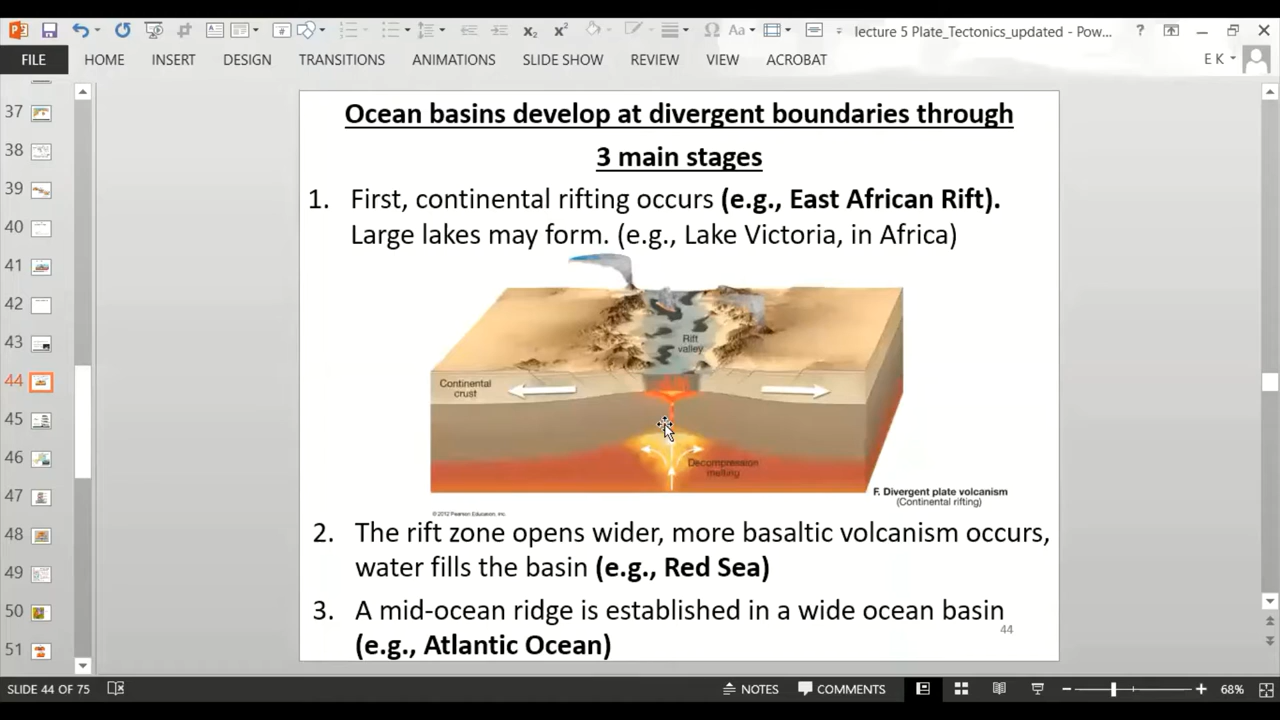 lecture 5 Plate_Tectonics_updated - Pow...
?
FILE HOME INSERT DESIGN TRANSITIONS ANIMATIONS SLIDE SHOW REVIEW VIEW ACROBAT
E K
37
38
39
40
41
42
43
44
45
46
47
48
49
50
51
Ocean basins develop at divergent boundaries through
3 main stages
1. First, continental rifting occurs (e.g., East African Rift).
Large lakes may form. (e.g., Lake Victoria, in Africa)
Rift
valley
Continental
crust
Decompression
melting
F. Divergent plate volcanism
(Continental rifting)
© 2012 Pearson Education, Inc.
2. The rift zone opens wider, more basaltic volcanism occurs,
water fills the basin (e.g., Red Sea)
3. A mid-ocean ridge is established in a wide ocean basin
44
(e.g., Atlantic Ocean)
SLIDE 44 OF 75 NOTES COMMENTS 68%